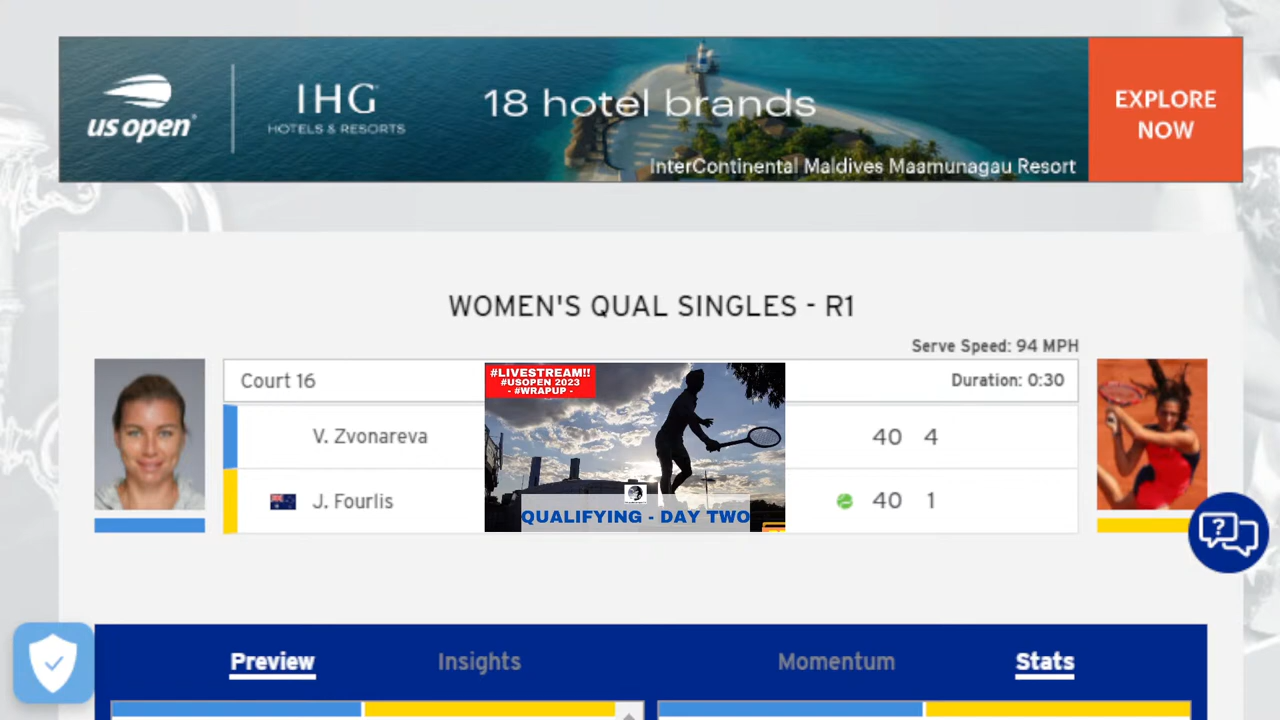 us open
IHG
HOTELS & RESORTS
18 hotel brands
InterContinental Maldives Maamunagau Resort
EXPLORE
NOW
WOMEN'S QUAL SINGLES - R1
Serve Speed: 94 MPH
Court 16
#LIVESTREAM!!
#USOPEN 2023
- #WRAPUP -
Duration: 0:30
V. Zvonareva
40 4
J. Fourlis
40 1
QUALIFYING - DAY TWO
?
Preview
Insights
Momentum
Stats